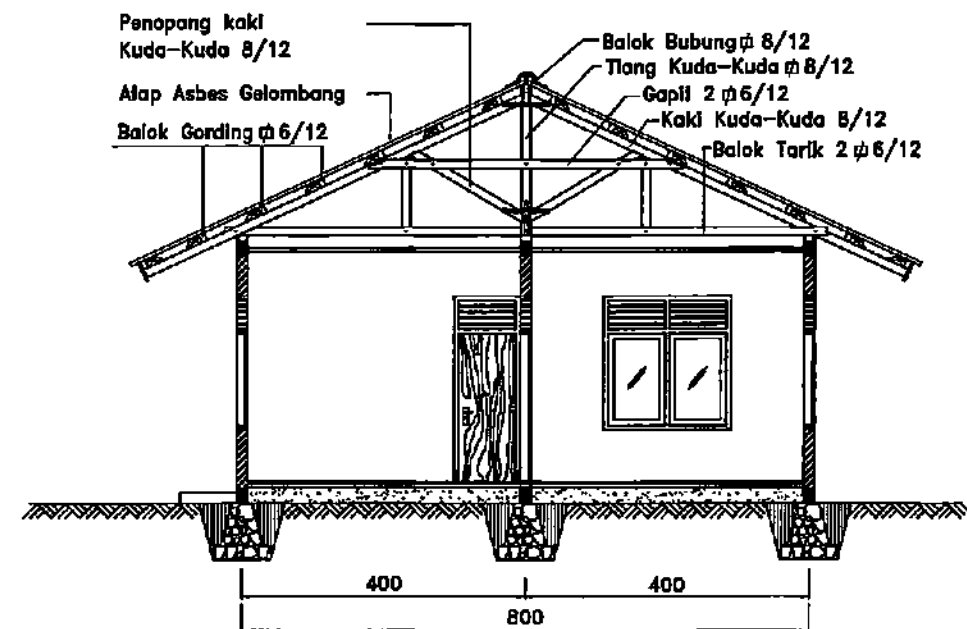 Penopang kaki
Kuda-Kuda 8/12
Atap Asbes Gelombang
Balok Gording ⌀ 6/12
Balok Bubung ⌀ 8/12
Tiang Kuda-Kuda ⌀ 8/12
Gapit 2 ⌀ 6/12
Kaki Kuda-Kuda 8/12
Balok Tarik 2 ⌀ 6/12
400
400
800